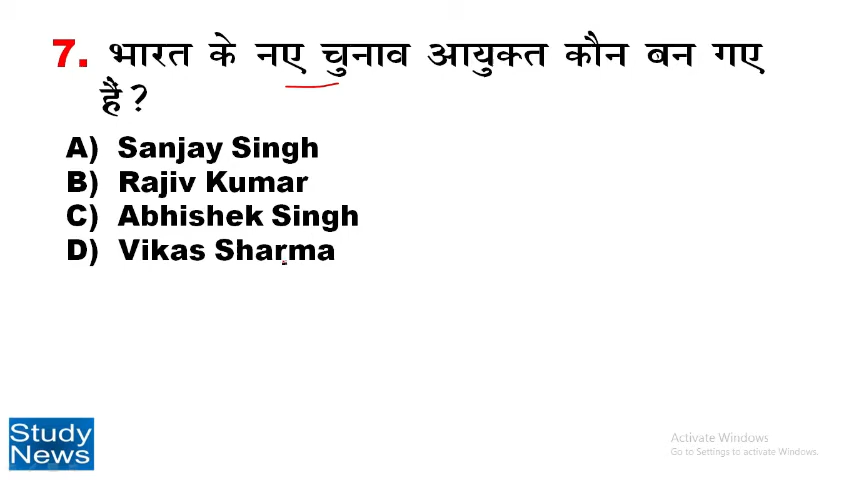 7. भारत के नए चुनाव आयुक्त कौन बन गए
हैं?
A) Sanjay Singh
B) Rajiv Kumar
C) Abhishek Singh
D) Vikas Sharma
Study
News
Activate Windows
Go to Settings to activate Windows.